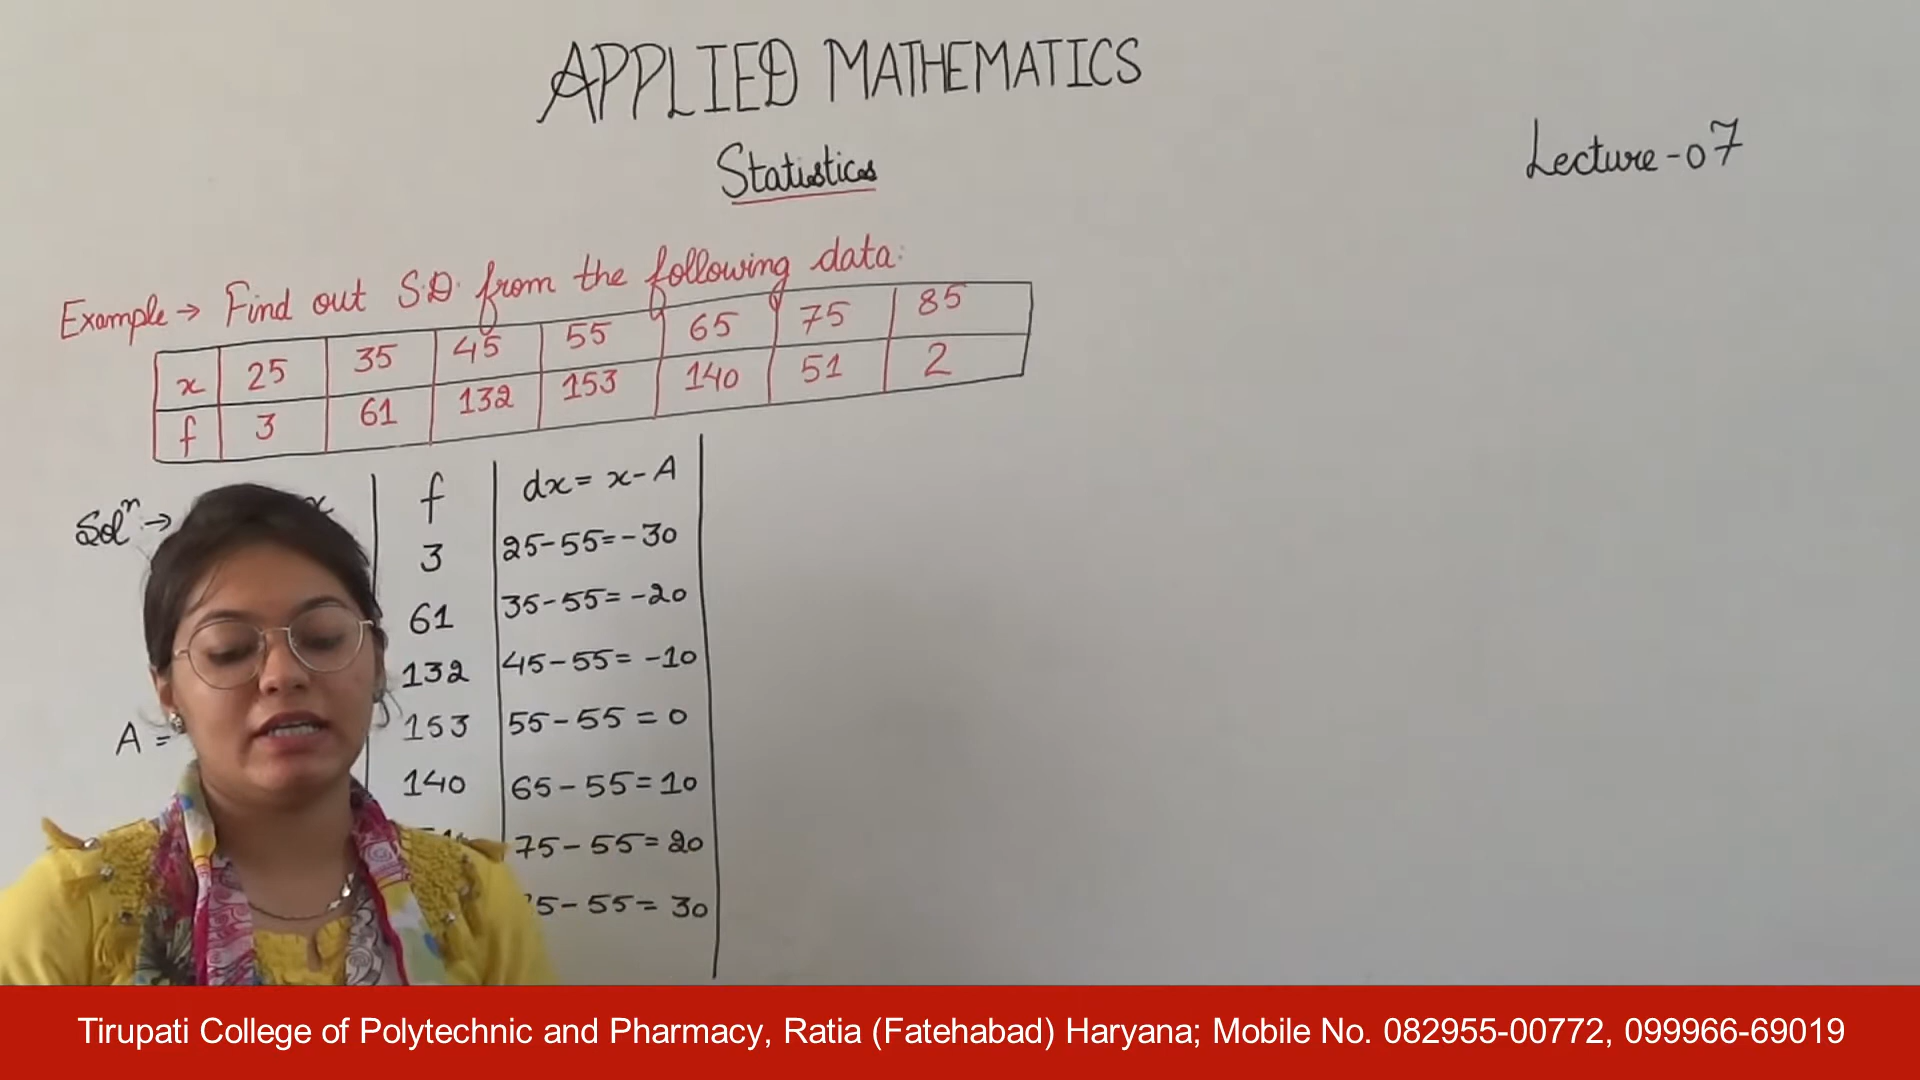 APPLIED MATHEMATICS
Statistics
Lecture-07
Example → Find out S.D. from the following data:
x 25 35 45 55 65 75 85
f 3 61 132 153 140 51 2
Solⁿ → x f dx = x-A
3 25-55=-30
61 35-55=-20
132 45-55=-10
A = 153 55-55=0
140 65-55=10
75-55=20
5-55=30
Tirupati College of Polytechnic and Pharmacy, Ratia (Fatehabad) Haryana; Mobile No. 082955-00772, 099966-69019